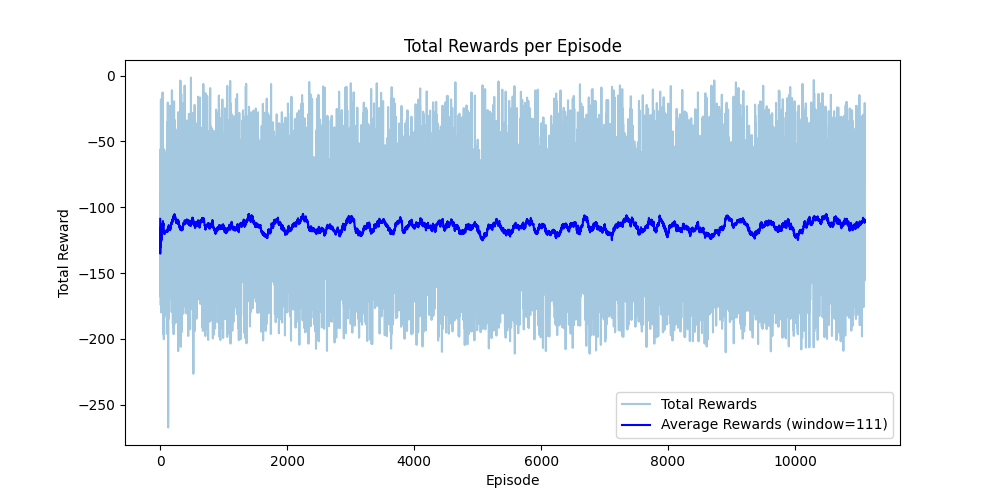 Total Rewards per Episode
Total Reward
0
−50
−100
−150
−200
−250
0
2000
4000
6000
8000
10000
Episode
Total Rewards
Average Rewards (window=111)